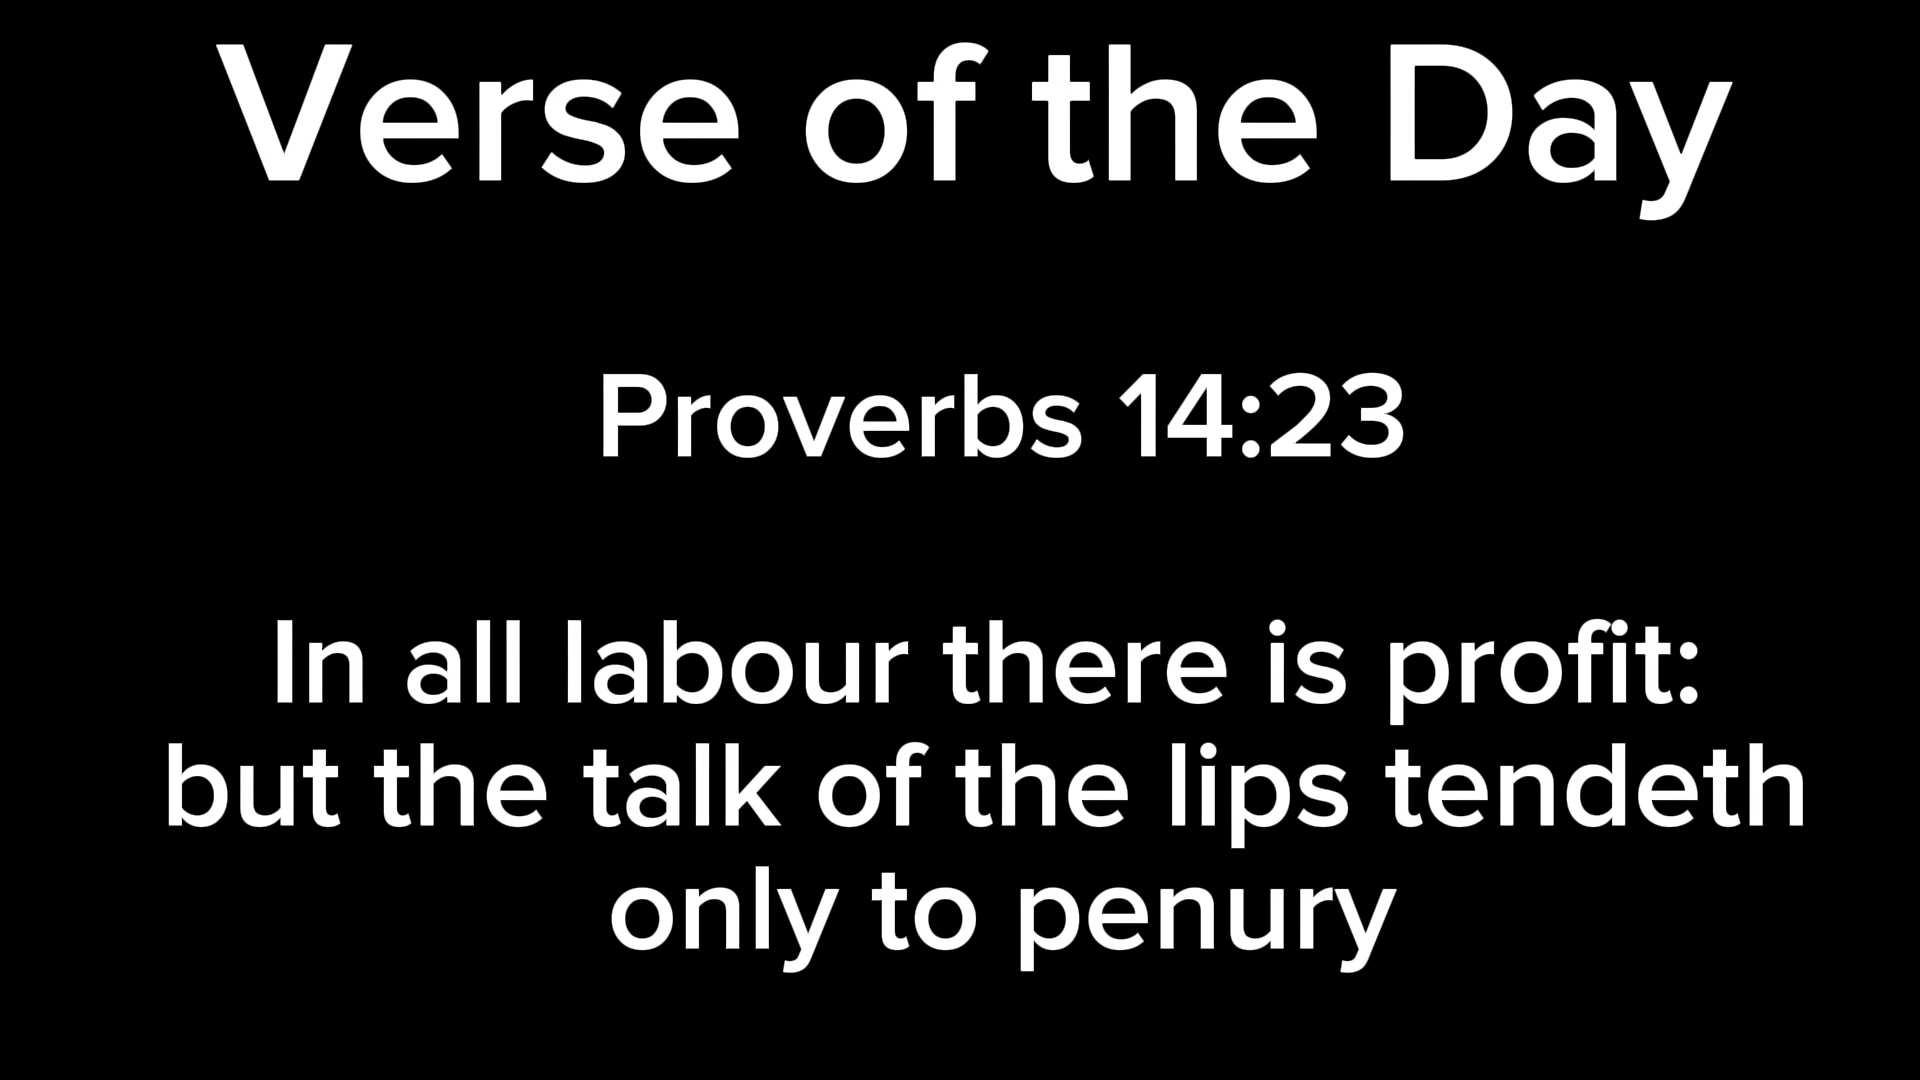 Verse of the Day
Proverbs 14:23
In all labour there is profit:
but the talk of the lips tendeth
only to penury